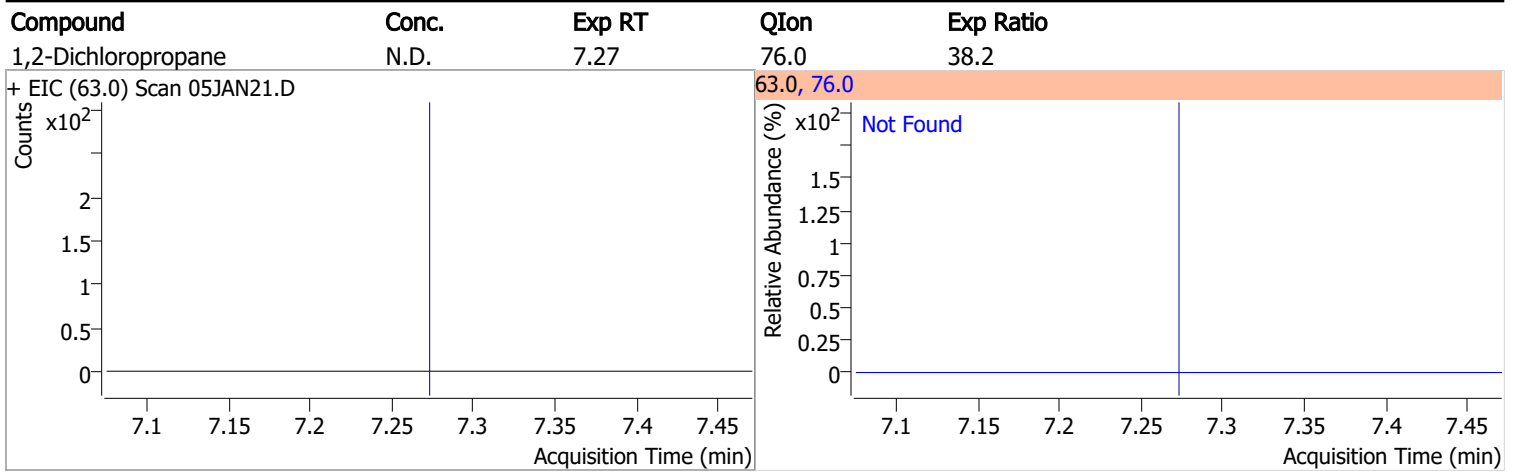 Compound Conc. Exp RT QIon Exp Ratio
1,2-Dichloropropane N.D. 7.27 76.0 38.2
+ EIC (63.0) Scan 05JAN21.D
Counts
x10²
2
1.5
1
0.5
0
7.1 7.15 7.2 7.25 7.3 7.35 7.4 7.45
Acquisition Time (min)
63.0, 76.0
Relative Abundance (%)
x10²
Not Found
1.5
1.25
1
0.75
0.5
0.25
0
7.1 7.15 7.2 7.25 7.3 7.35 7.4 7.45
Acquisition Time (min)